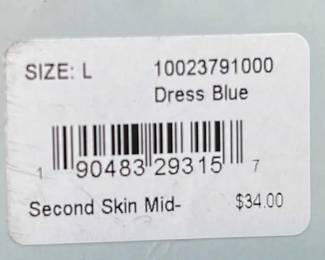 SIZE: L 10023791000
Dress Blue
1 90483 29315 7
Second Skin Mid- $34.00